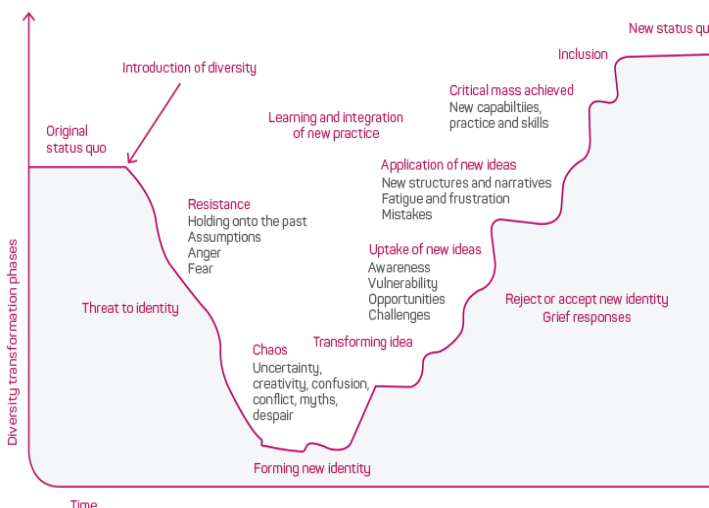 New status qu
Inclusion
Introduction of diversity
Critical mass achieved
New capabiltiies,
practice and skills
Learning and integration
of new practice
Original
status quo
Application of new ideas
New structures and narratives
Fatigue and frustration
Mistakes
Resistance
Holding onto the past
Assumptions
Anger
Fear
Uptake of new ideas
Awareness
Vulnerability
Opportunities
Challenges
Threat to identity
Reject or accept new identity
Grief responses
Transforming idea
Chaos
Uncertainty,
creativity, confusion,
conflict, myths,
despair
Forming new identity
Diversity transformation phases
Time